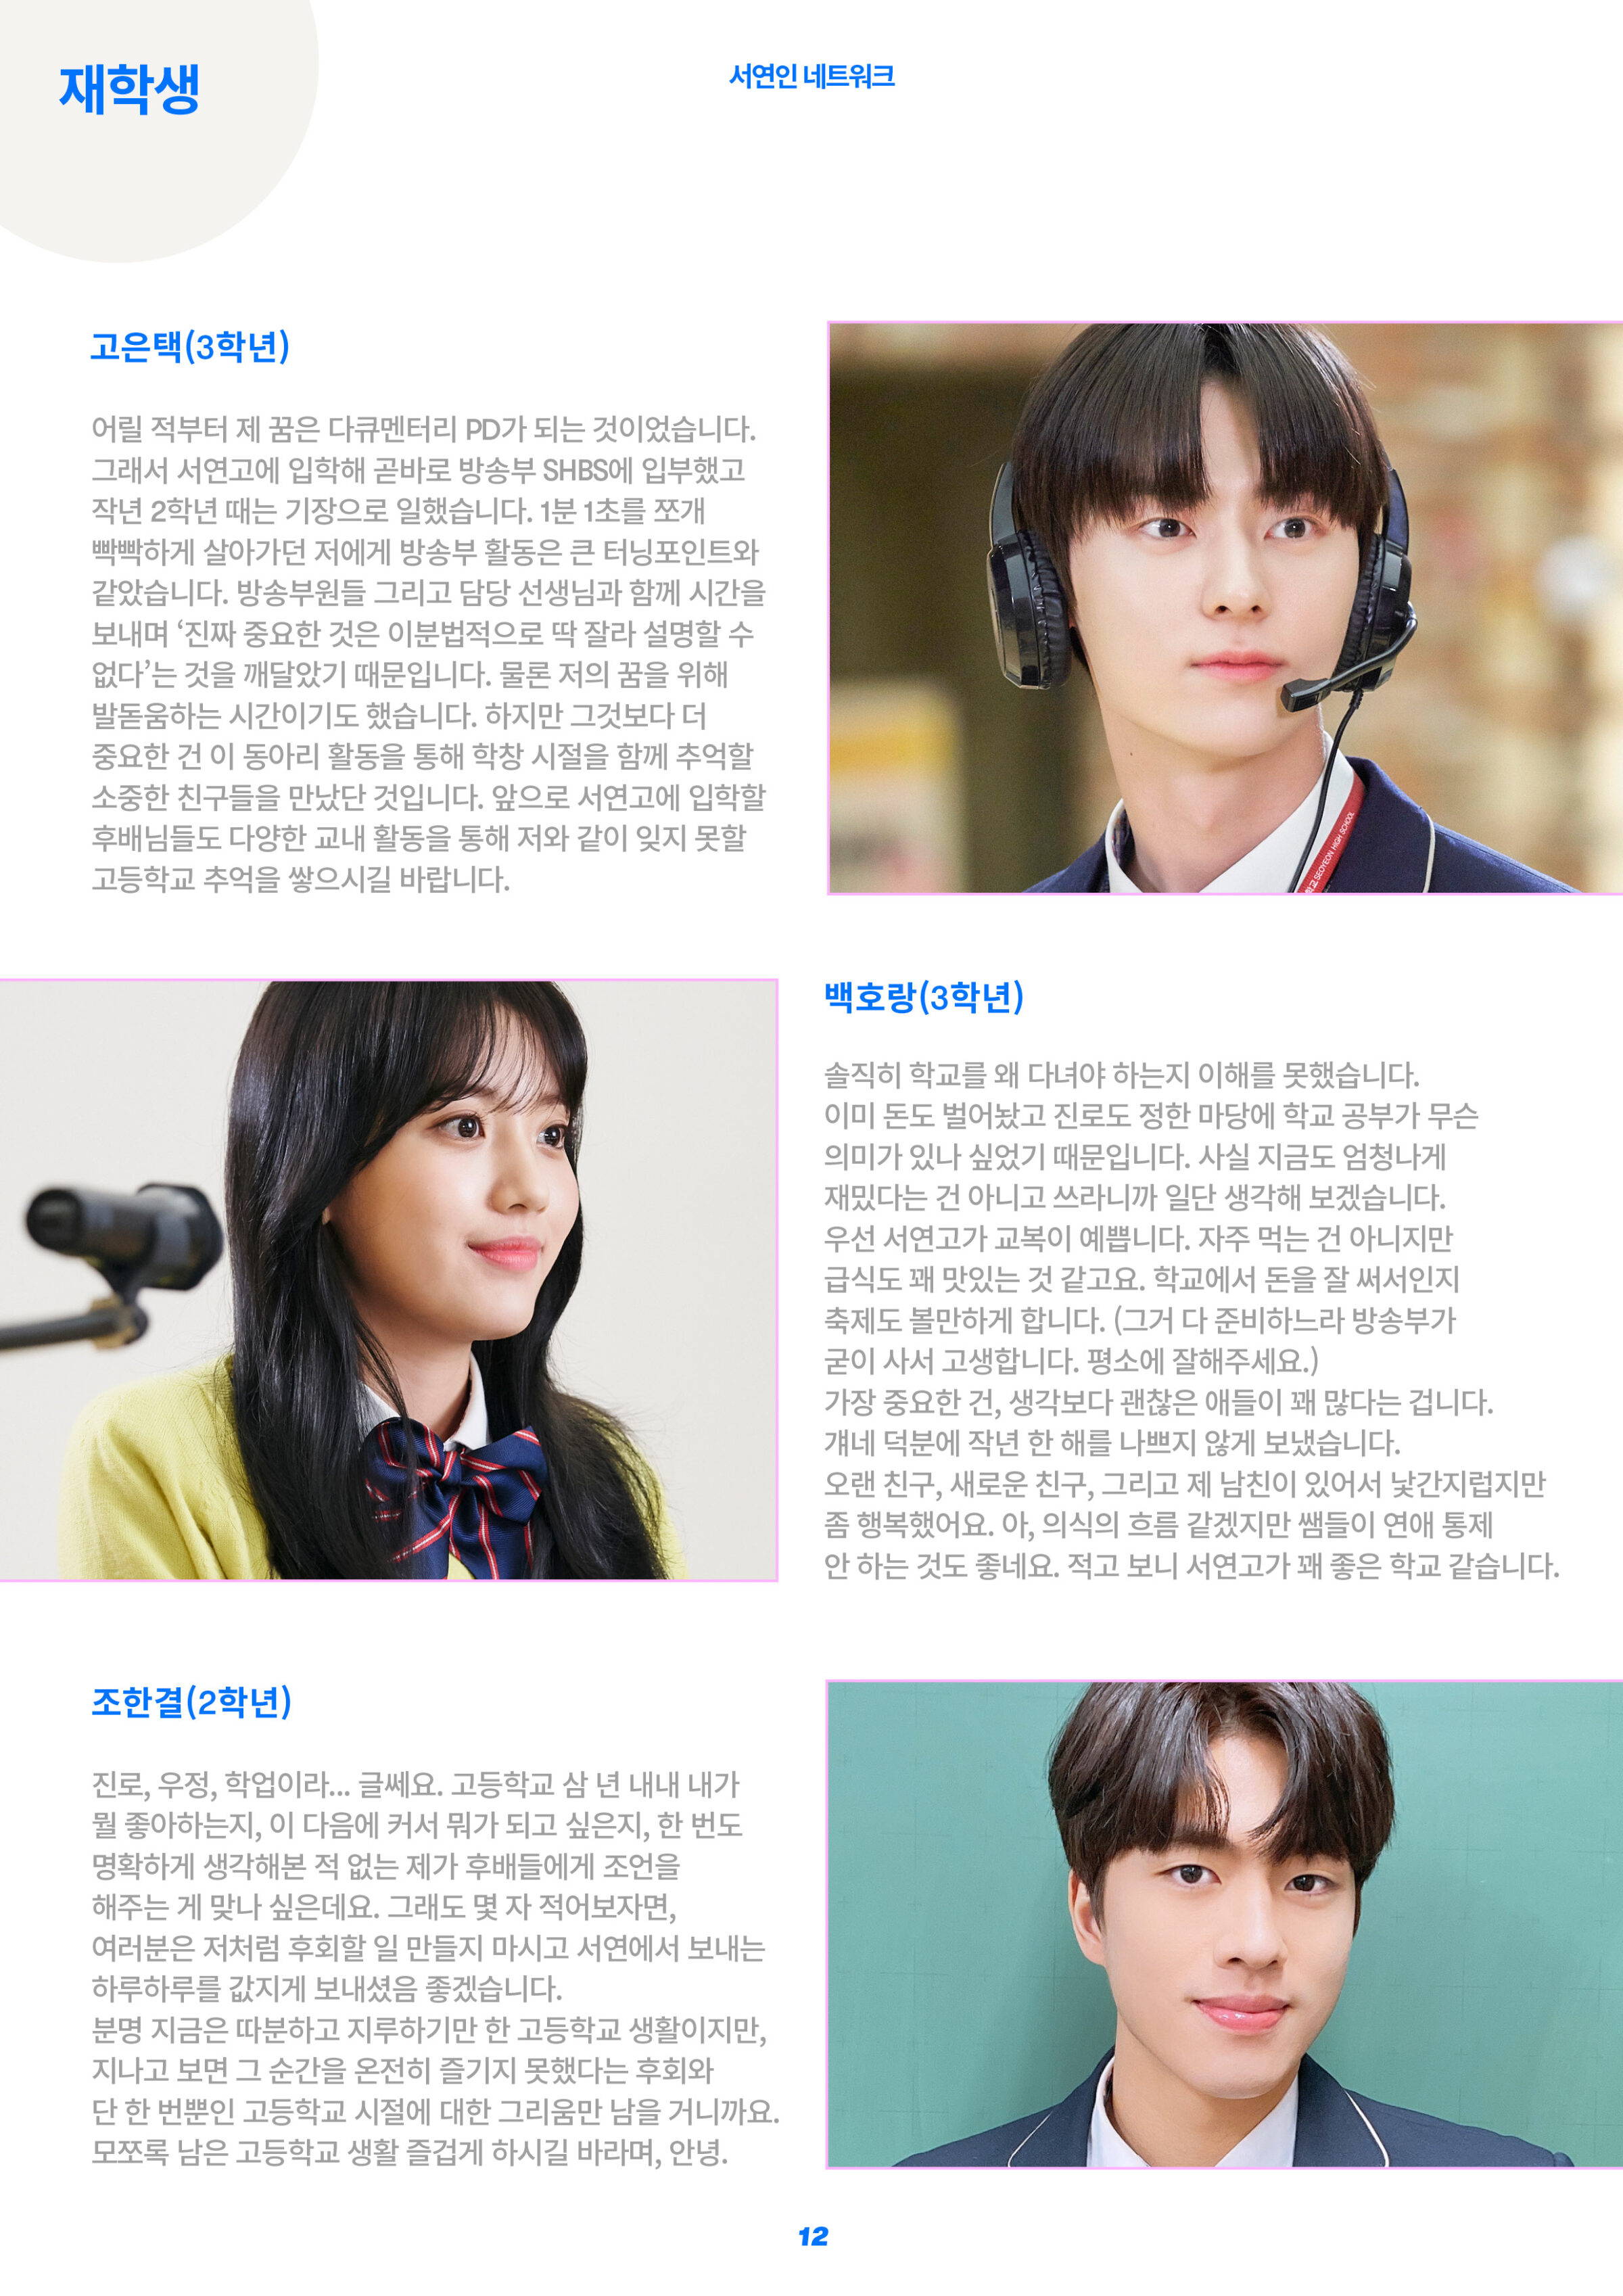 재학생
서연인 네트워크
고은택(3학년)
어릴 적부터 제 꿈은 다큐멘터리 PD가 되는 것이었습니다.
그래서 서연고에 입학해 곧바로 방송부 SHBS에 입부했고
작년 2학년 때는 기장으로 일했습니다. 1분 1초를 쪼개
빡빡하게 살아가던 저에게 방송부 활동은 큰 터닝포인트와
같았습니다. 방송부원들 그리고 담당 선생님과 함께 시간을
보내며 ‘진짜 중요한 것은 이분법적으로 딱 잘라 설명할 수
없다’는 것을 깨달았기 때문입니다. 물론 저의 꿈을 위해
발돋움하는 시간이기도 했습니다. 하지만 그것보다 더
중요한 건 이 동아리 활동을 통해 학창 시절을 함께 추억할
소중한 친구들을 만났단 것입니다. 앞으로 서연고에 입학할
후배님들도 다양한 교내 활동을 통해 저와 같이 잊지 못할
고등학교 추억을 쌓으시길 바랍니다.
학교 SEOYEON HIGH SCHOOL
백호랑(3학년)
솔직히 학교를 왜 다녀야 하는지 이해를 못했습니다.
이미 돈도 벌어놨고 진로도 정한 마당에 학교 공부가 무슨
의미가 있나 싶었기 때문입니다. 사실 지금도 엄청나게
재밌다는 건 아니고 쓰라니까 일단 생각해 보겠습니다.
우선 서연고가 교복이 예쁩니다. 자주 먹는 건 아니지만
급식도 꽤 맛있는 것 같고요. 학교에서 돈을 잘 써서인지
축제도 볼만하게 합니다. (그거 다 준비하느라 방송부가
굳이 사서 고생합니다. 평소에 잘해주세요.)
가장 중요한 건, 생각보다 괜찮은 애들이 꽤 많다는 겁니다.
걔네 덕분에 작년 한 해를 나쁘지 않게 보냈습니다.
오랜 친구, 새로운 친구, 그리고 제 남친이 있어서 낯간지럽지만
좀 행복했어요. 아, 의식의 흐름 같겠지만 쌤들이 연애 통제
안 하는 것도 좋네요. 적고 보니 서연고가 꽤 좋은 학교 같습니다.
조한결(2학년)
진로, 우정, 학업이라... 글쎄요. 고등학교 삼 년 내내 내가
뭘 좋아하는지, 이 다음에 커서 뭐가 되고 싶은지, 한 번도
명확하게 생각해본 적 없는 제가 후배들에게 조언을
해주는 게 맞나 싶은데요. 그래도 몇 자 적어보자면,
여러분은 저처럼 후회할 일 만들지 마시고 서연에서 보내는
하루하루를 값지게 보내셨음 좋겠습니다.
분명 지금은 따분하고 지루하기만 한 고등학교 생활이지만,
지나고 보면 그 순간을 온전히 즐기지 못했다는 후회와
단 한 번뿐인 고등학교 시절에 대한 그리움만 남을 거니까요.
모쪼록 남은 고등학교 생활 즐겁게 하시길 바라며, 안녕.
12